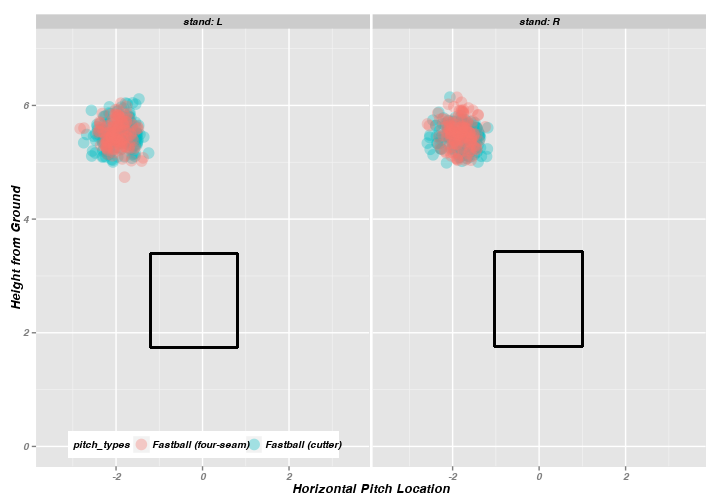 stand: L
stand: R
Height from Ground
6
4
2
0
pitch_types Fastball (four-seam) Fastball (cutter)
-2 0 2 -2 0 2
Horizontal Pitch Location